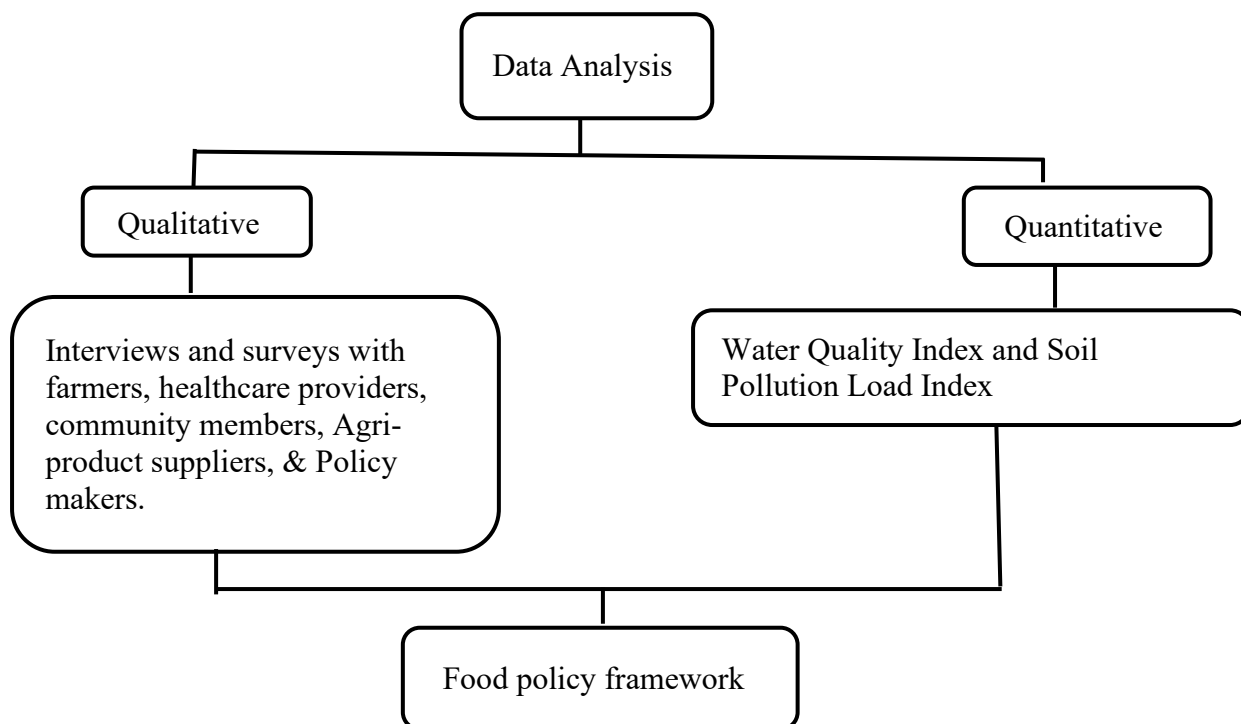 Data Analysis
Qualitative
Quantitative
Interviews and surveys with
farmers, healthcare providers,
community members, Agri-
product suppliers, & Policy
makers.
Water Quality Index and Soil
Pollution Load Index
Food policy framework